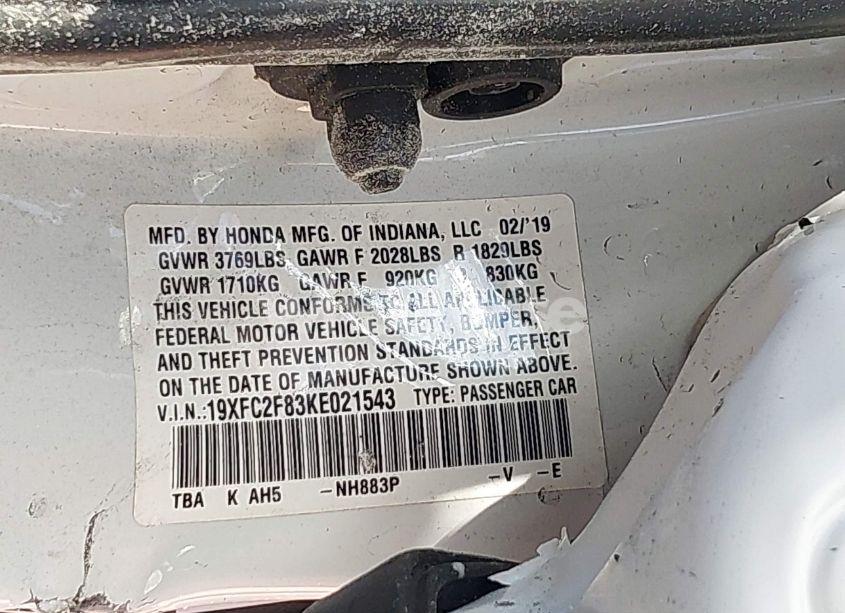 MFD. BY HONDA MFG. OF INDIANA, LLC 02/'19
GVWR 3769LBS GAWR F 2028LBS R 1829LBS
GVWR 1710KG GAWR F 920KG 830KG
THIS VEHICLE CONFORMS TO ALL APPLICABLE
FEDERAL MOTOR VEHICLE SAFETY, BUMPER,
AND THEFT PREVENTION STANDARDS IN EFFECT
ON THE DATE OF MANUFACTURE SHOWN ABOVE.
V.I.N.:19XFC2F83KE021543 TYPE: PASSENGER CAR
TBA K AH5 -NH883P -V -E